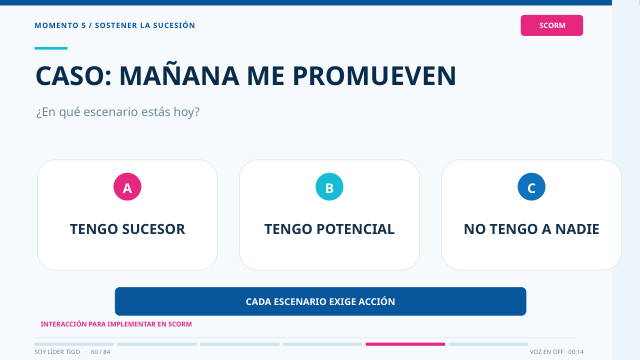 MOMENTO 5 / SOSTENER LA SUCESIÓN
SCORM
CASO: MAÑANA ME PROMUEVEN
¿En qué escenario estás hoy?
A
B
C
TENGO SUCESOR
TENGO POTENCIAL
NO TENGO A NADIE
CADA ESCENARIO EXIGE ACCIÓN
INTERACCIÓN PARA IMPLEMENTAR EN SCORM
SOY LÍDER TIGO · 60 / 84
VOZ EN OFF · 00:14